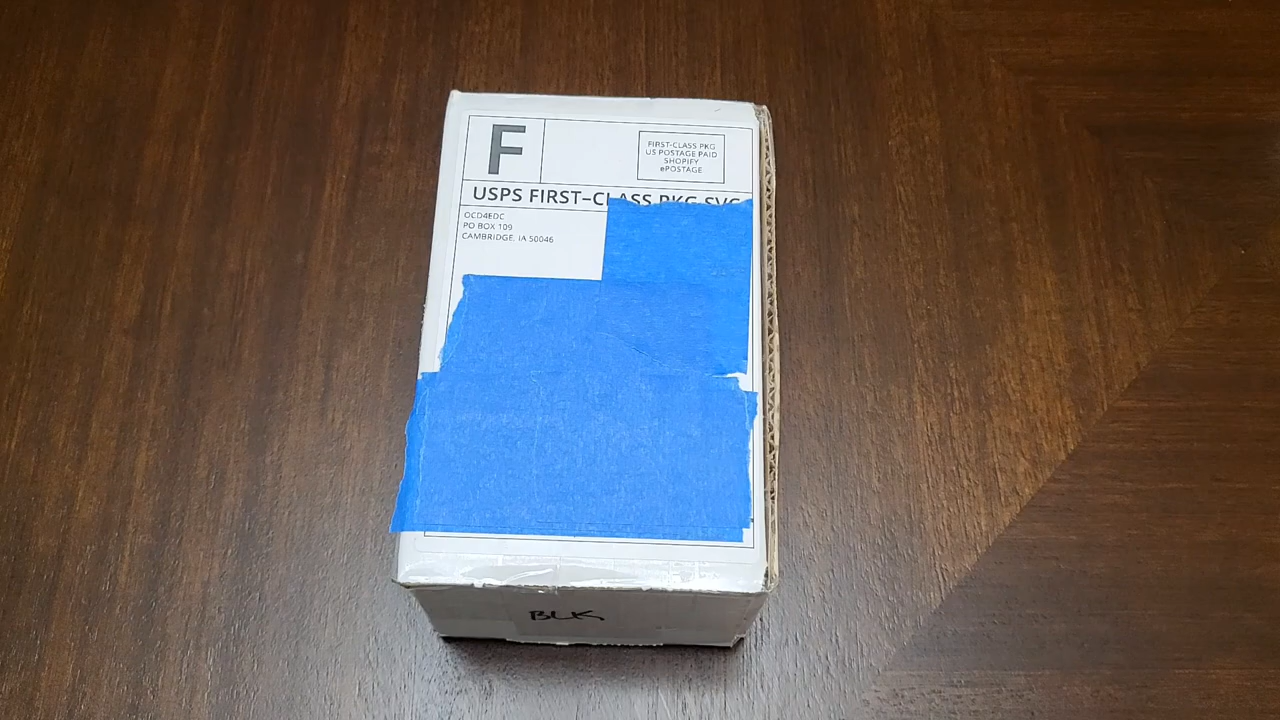 F
FIRST-CLASS PKG
US POSTAGE PAID
SHOPIFY
ePOSTAGE
USPS FIRST-CLASS PKG SVC
OCD4EDC
PO BOX 109
CAMBRIDGE, IA 50046
BLK